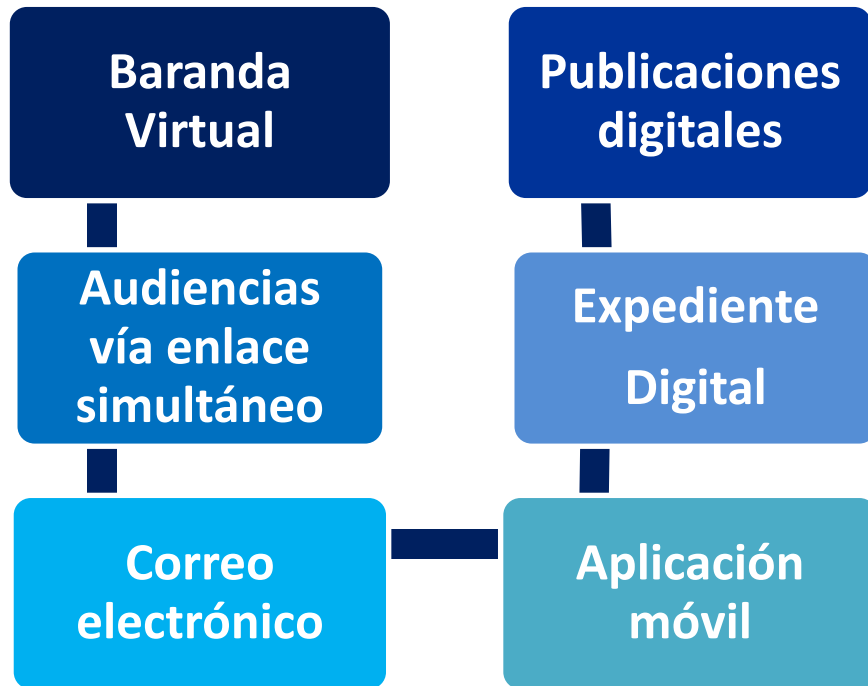 Baranda
Virtual
Audiencias
vía enlace
simultáneo
Correo
electrónico
Aplicación
móvil
Expediente
Digital
Publicaciones
digitales